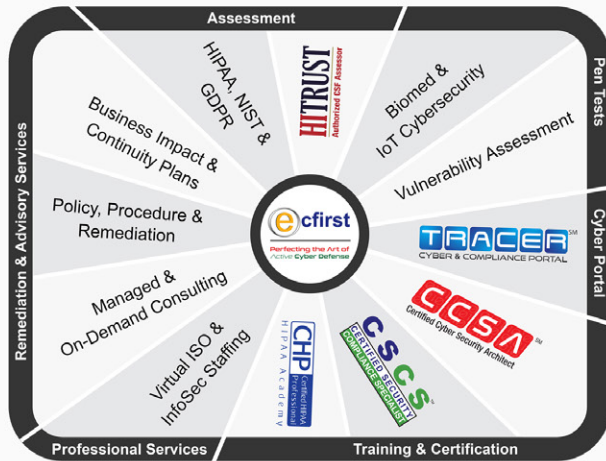 Assessment
HIPAA, NIST &
GDPR
HITRUST
Authorized CSF Assessor
Biomed &
IoT Cybersecurity
Pen Tests
Vulnerability Assessment
Cyber Portal
TRACER SM
CYBER & COMPLIANCE PORTAL
CCSA SM
Certified Cyber Security Architect
CSCS
CERTIFIED SECURITY
COMPLIANCE SPECIALIST
Training & Certification
CHP
Certified HIPAA
Professional
HIPAA Academy
Professional Services
Virtual ISO &
InfoSec Staffing
Managed &
On-Demand Consulting
Policy, Procedure &
Remediation
Business Impact &
Continuity Plans
Remediation & Advisory Services
ecfirst
Perfecting the Art of
Active Cyber Defense